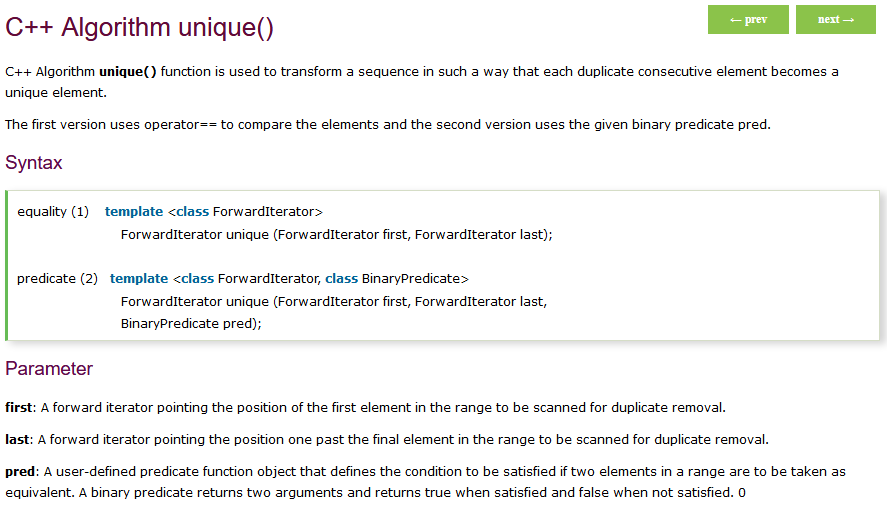 C++ Algorithm unique()
← prev
next →
C++ Algorithm unique() function is used to transform a sequence in such a way that each duplicate consecutive element becomes a
unique element.
The first version uses operator== to compare the elements and the second version uses the given binary predicate pred.
Syntax
equality (1) template <class ForwardIterator>
ForwardIterator unique (ForwardIterator first, ForwardIterator last);
predicate (2) template <class ForwardIterator, class BinaryPredicate>
ForwardIterator unique (ForwardIterator first, ForwardIterator last,
BinaryPredicate pred);
Parameter
first: A forward iterator pointing the position of the first element in the range to be scanned for duplicate removal.
last: A forward iterator pointing the position one past the final element in the range to be scanned for duplicate removal.
pred: A user-defined predicate function object that defines the condition to be satisfied if two elements in a range are to be taken as
equivalent. A binary predicate returns two arguments and returns true when satisfied and false when not satisfied. 0